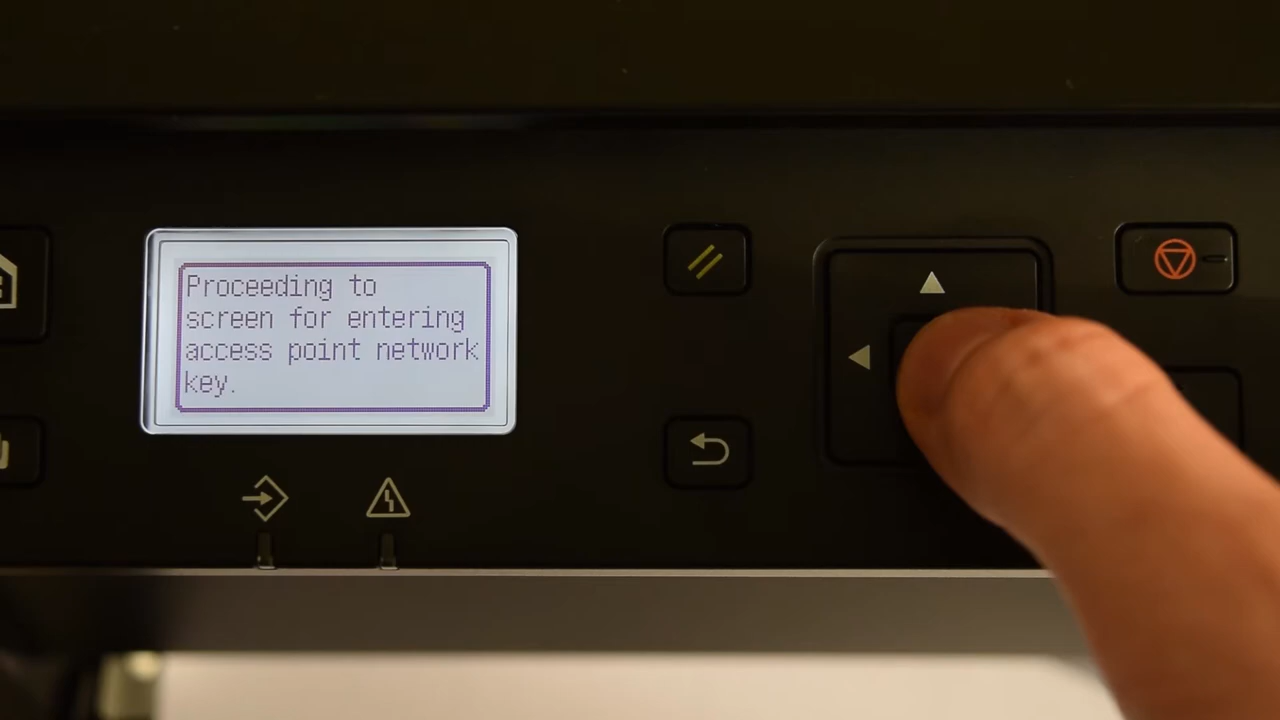 Proceeding to
screen for entering
access point network
key.